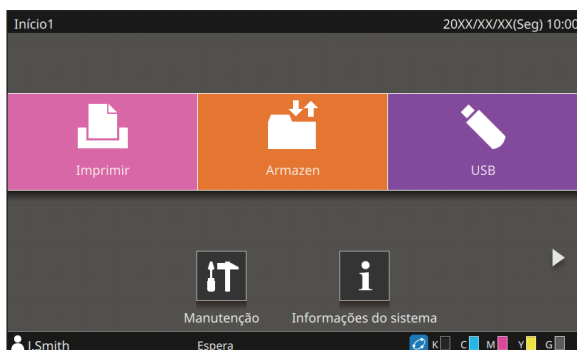 Início1 20XX/XX/XX(Seg) 10:00
Imprimir Armazen USB
Manutenção Informações do sistema
J.Smith Espera K C M Y G